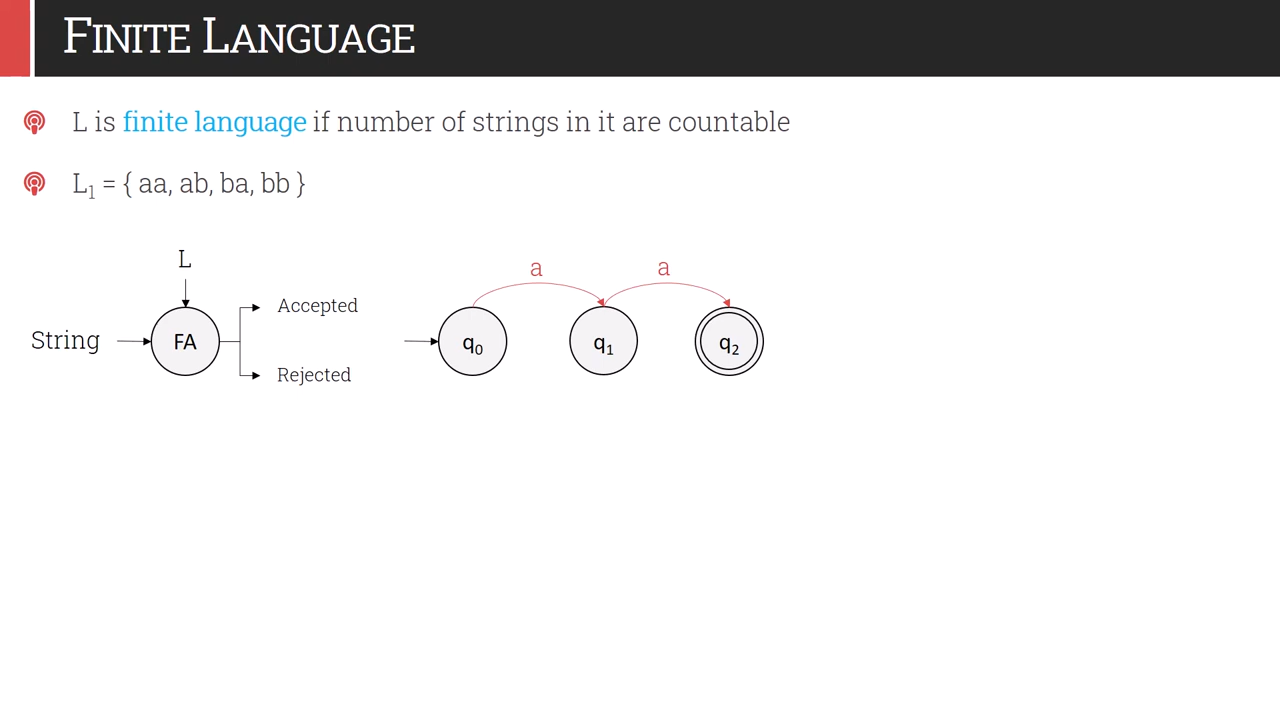 FINITE LANGUAGE
L is finite language if number of strings in it are countable
L1 = { aa, ab, ba, bb }
L
String
FA
Accepted
Rejected
a
a
q0
q1
q2